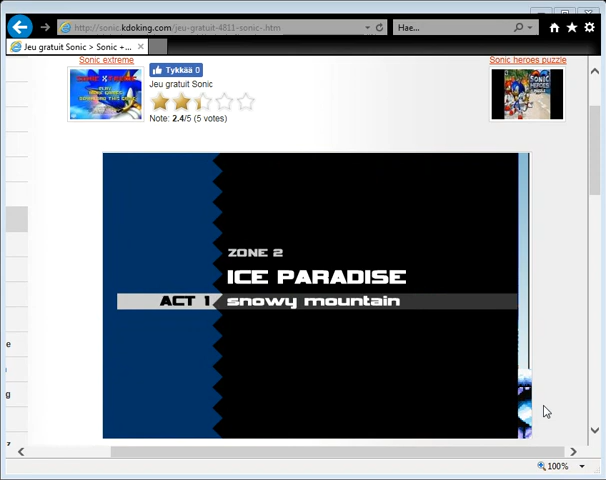 http://sonic.kdoking.com/jeu-gratuit-4811-sonic-.htm
Hae...
Jeu gratuit Sonic > Sonic +...
Sonic extreme
Sonic heroes puzzle
Tykkää 0
Jeu gratuit Sonic
Note: 2.4/5 (5 votes)
ZONE 2
ICE PARADISE
ACT 1
snowy mountain
e
g
z
100%